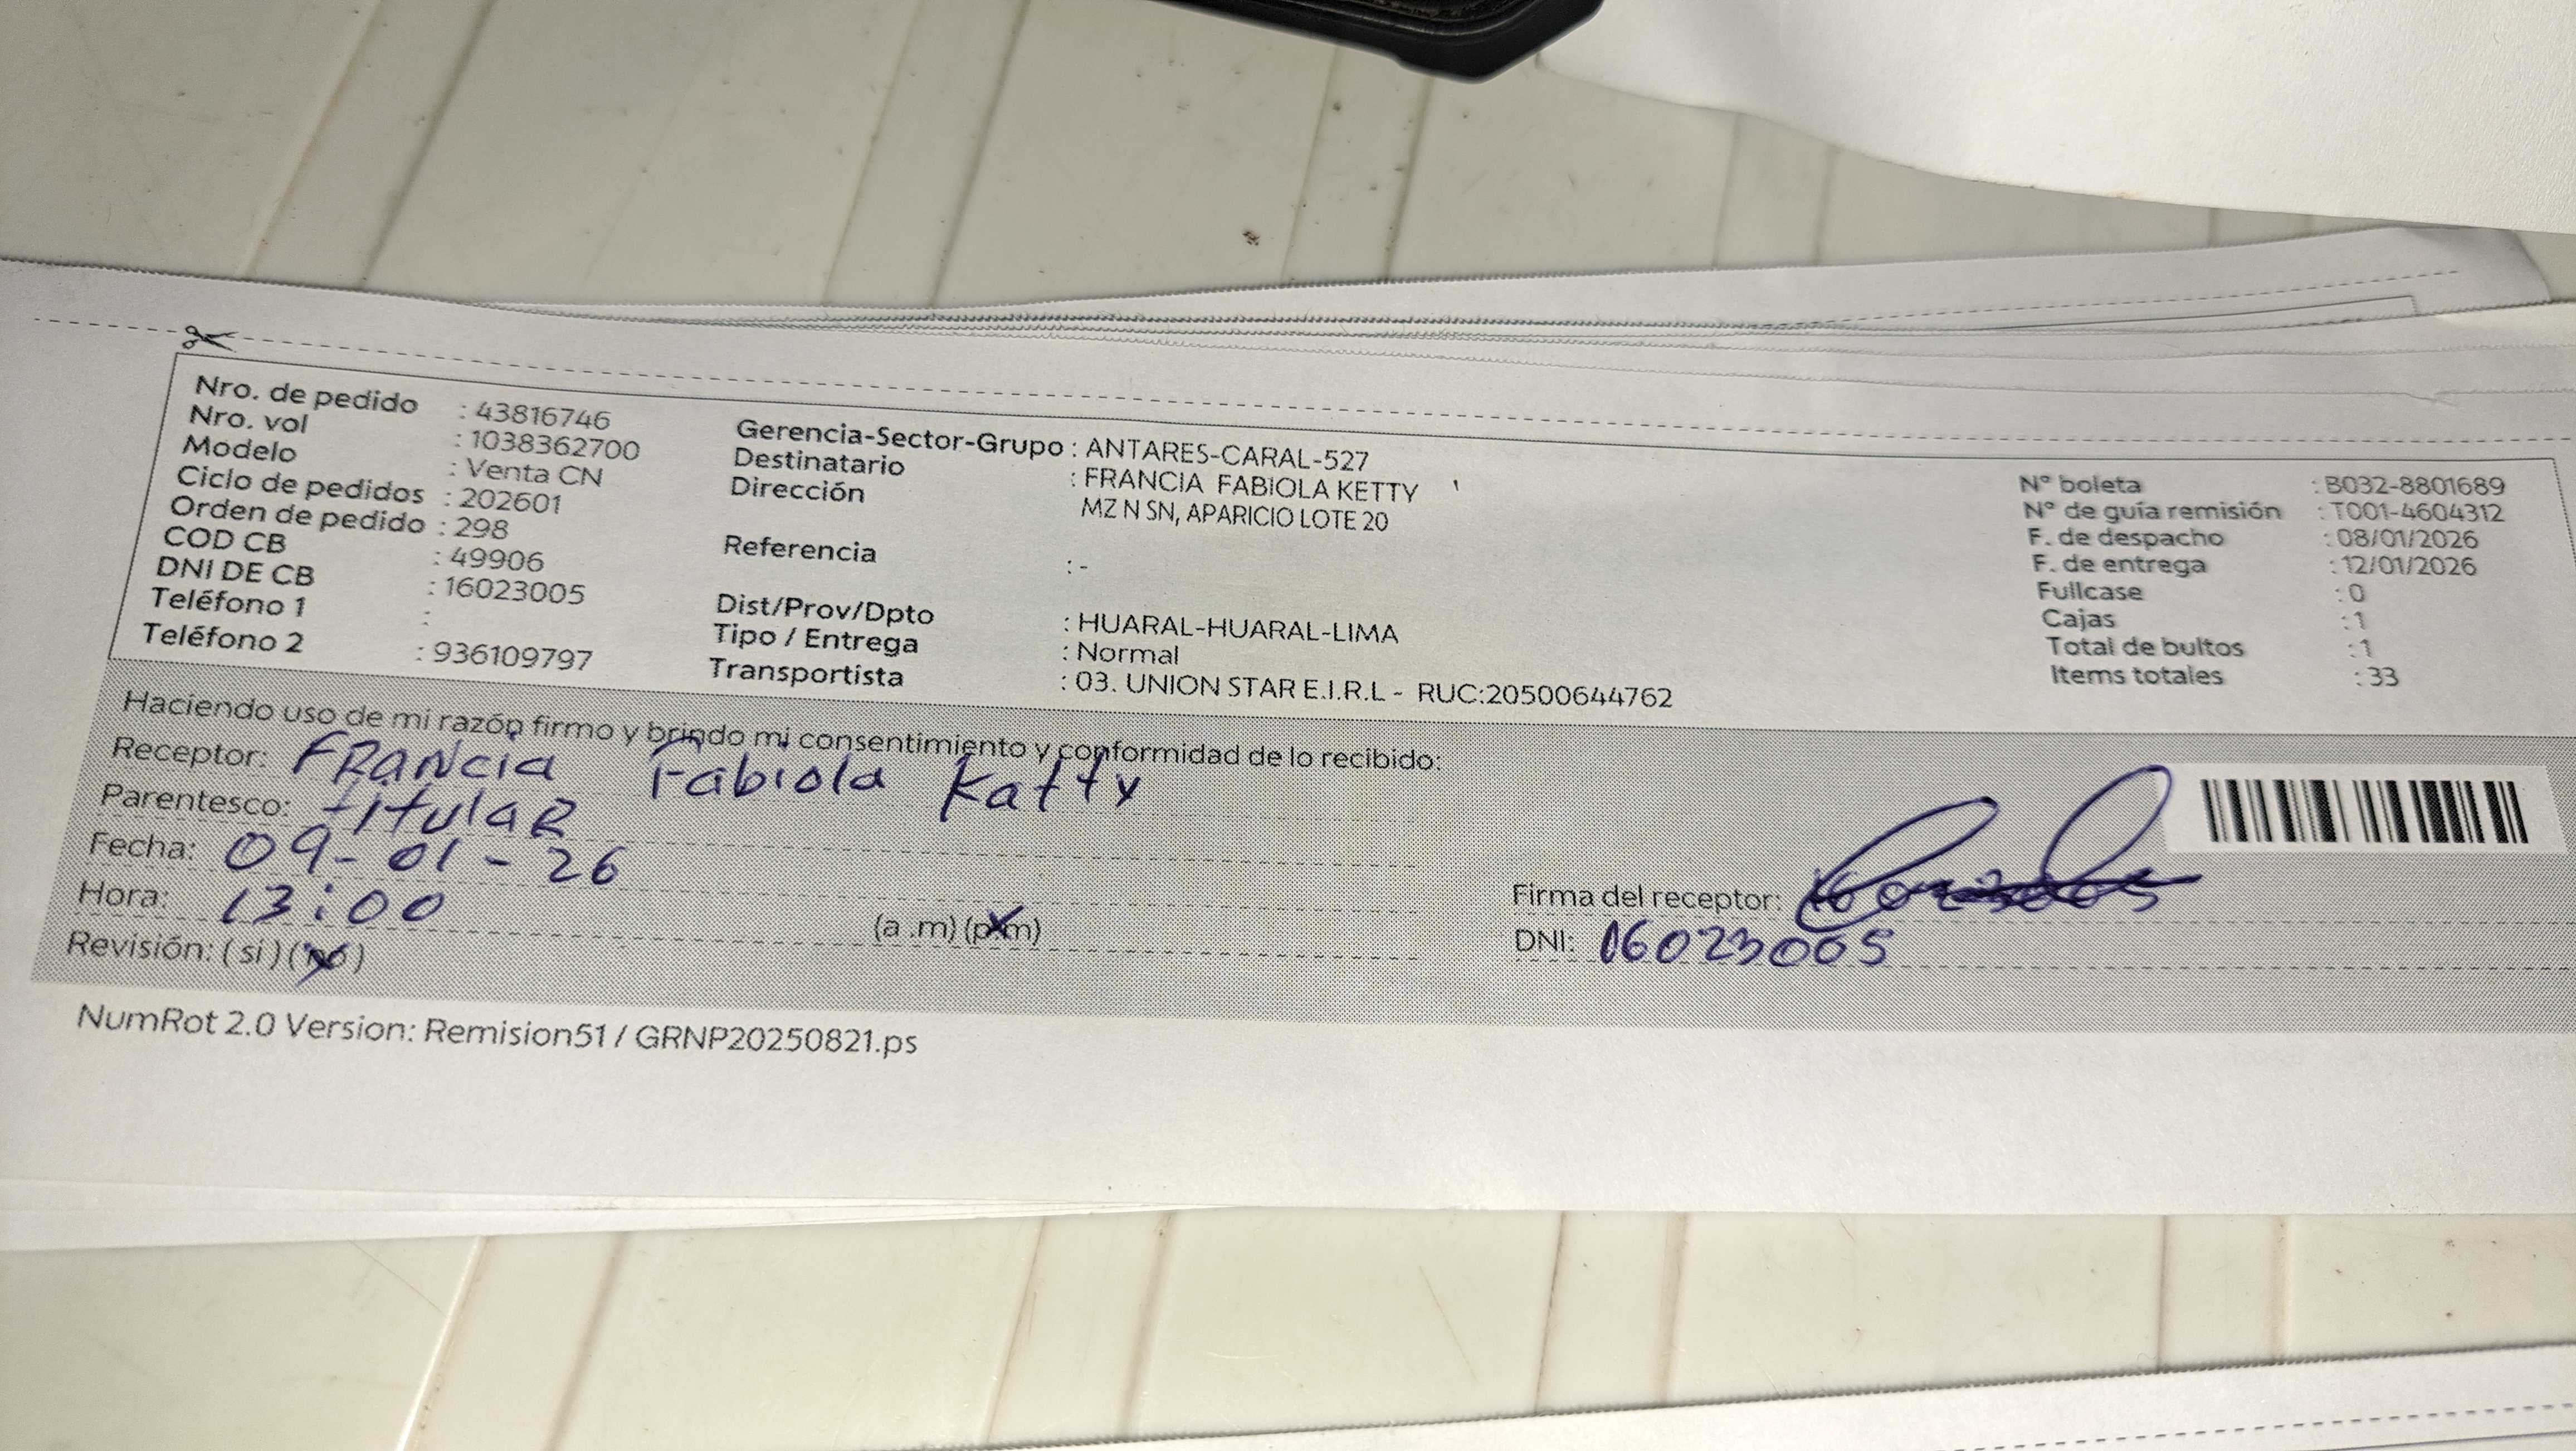 Nro. de pedido : 43816746
Nro. vol : 1038362700
Modelo : Venta CN
Ciclo de pedidos : 202601
Orden de pedido : 298
COD CB : 49906
DNI DE CB : 16023005
Teléfono 1 :
Teléfono 2 : 936109797
Gerencia-Sector-Grupo : ANTARES-CARAL-527
Destinatario : FRANCIA FABIOLA KETTY
Dirección MZ N SN, APARICIO LOTE 20
Referencia : -
Dist/Prov/Dpto : HUARAL-HUARAL-LIMA
Tipo / Entrega : Normal
Transportista : 03. UNION STAR E.I.R.L - RUC:20500644762
N° boleta : B032-8801689
N° de guía remisión : T001-4604312
F. de despacho : 08/01/2026
F. de entrega : 12/01/2026
Fullcase : 0
Cajas : 1
Total de bultos : 1
Items totales : 33
Haciendo uso de mi razón firmo y brindo mi consentimiento y conformidad de lo recibido:
Receptor: FRANCIA Fabiola Katty
Parentesco: titular
Fecha: 09-01-26
Hora: 13:00 (a .m) (p.m)
Revisión: ( si ) ( no )
Firma del receptor:
DNI: 16023005
NumRot 2.0 Version: Remision51 / GRNP20250821.ps